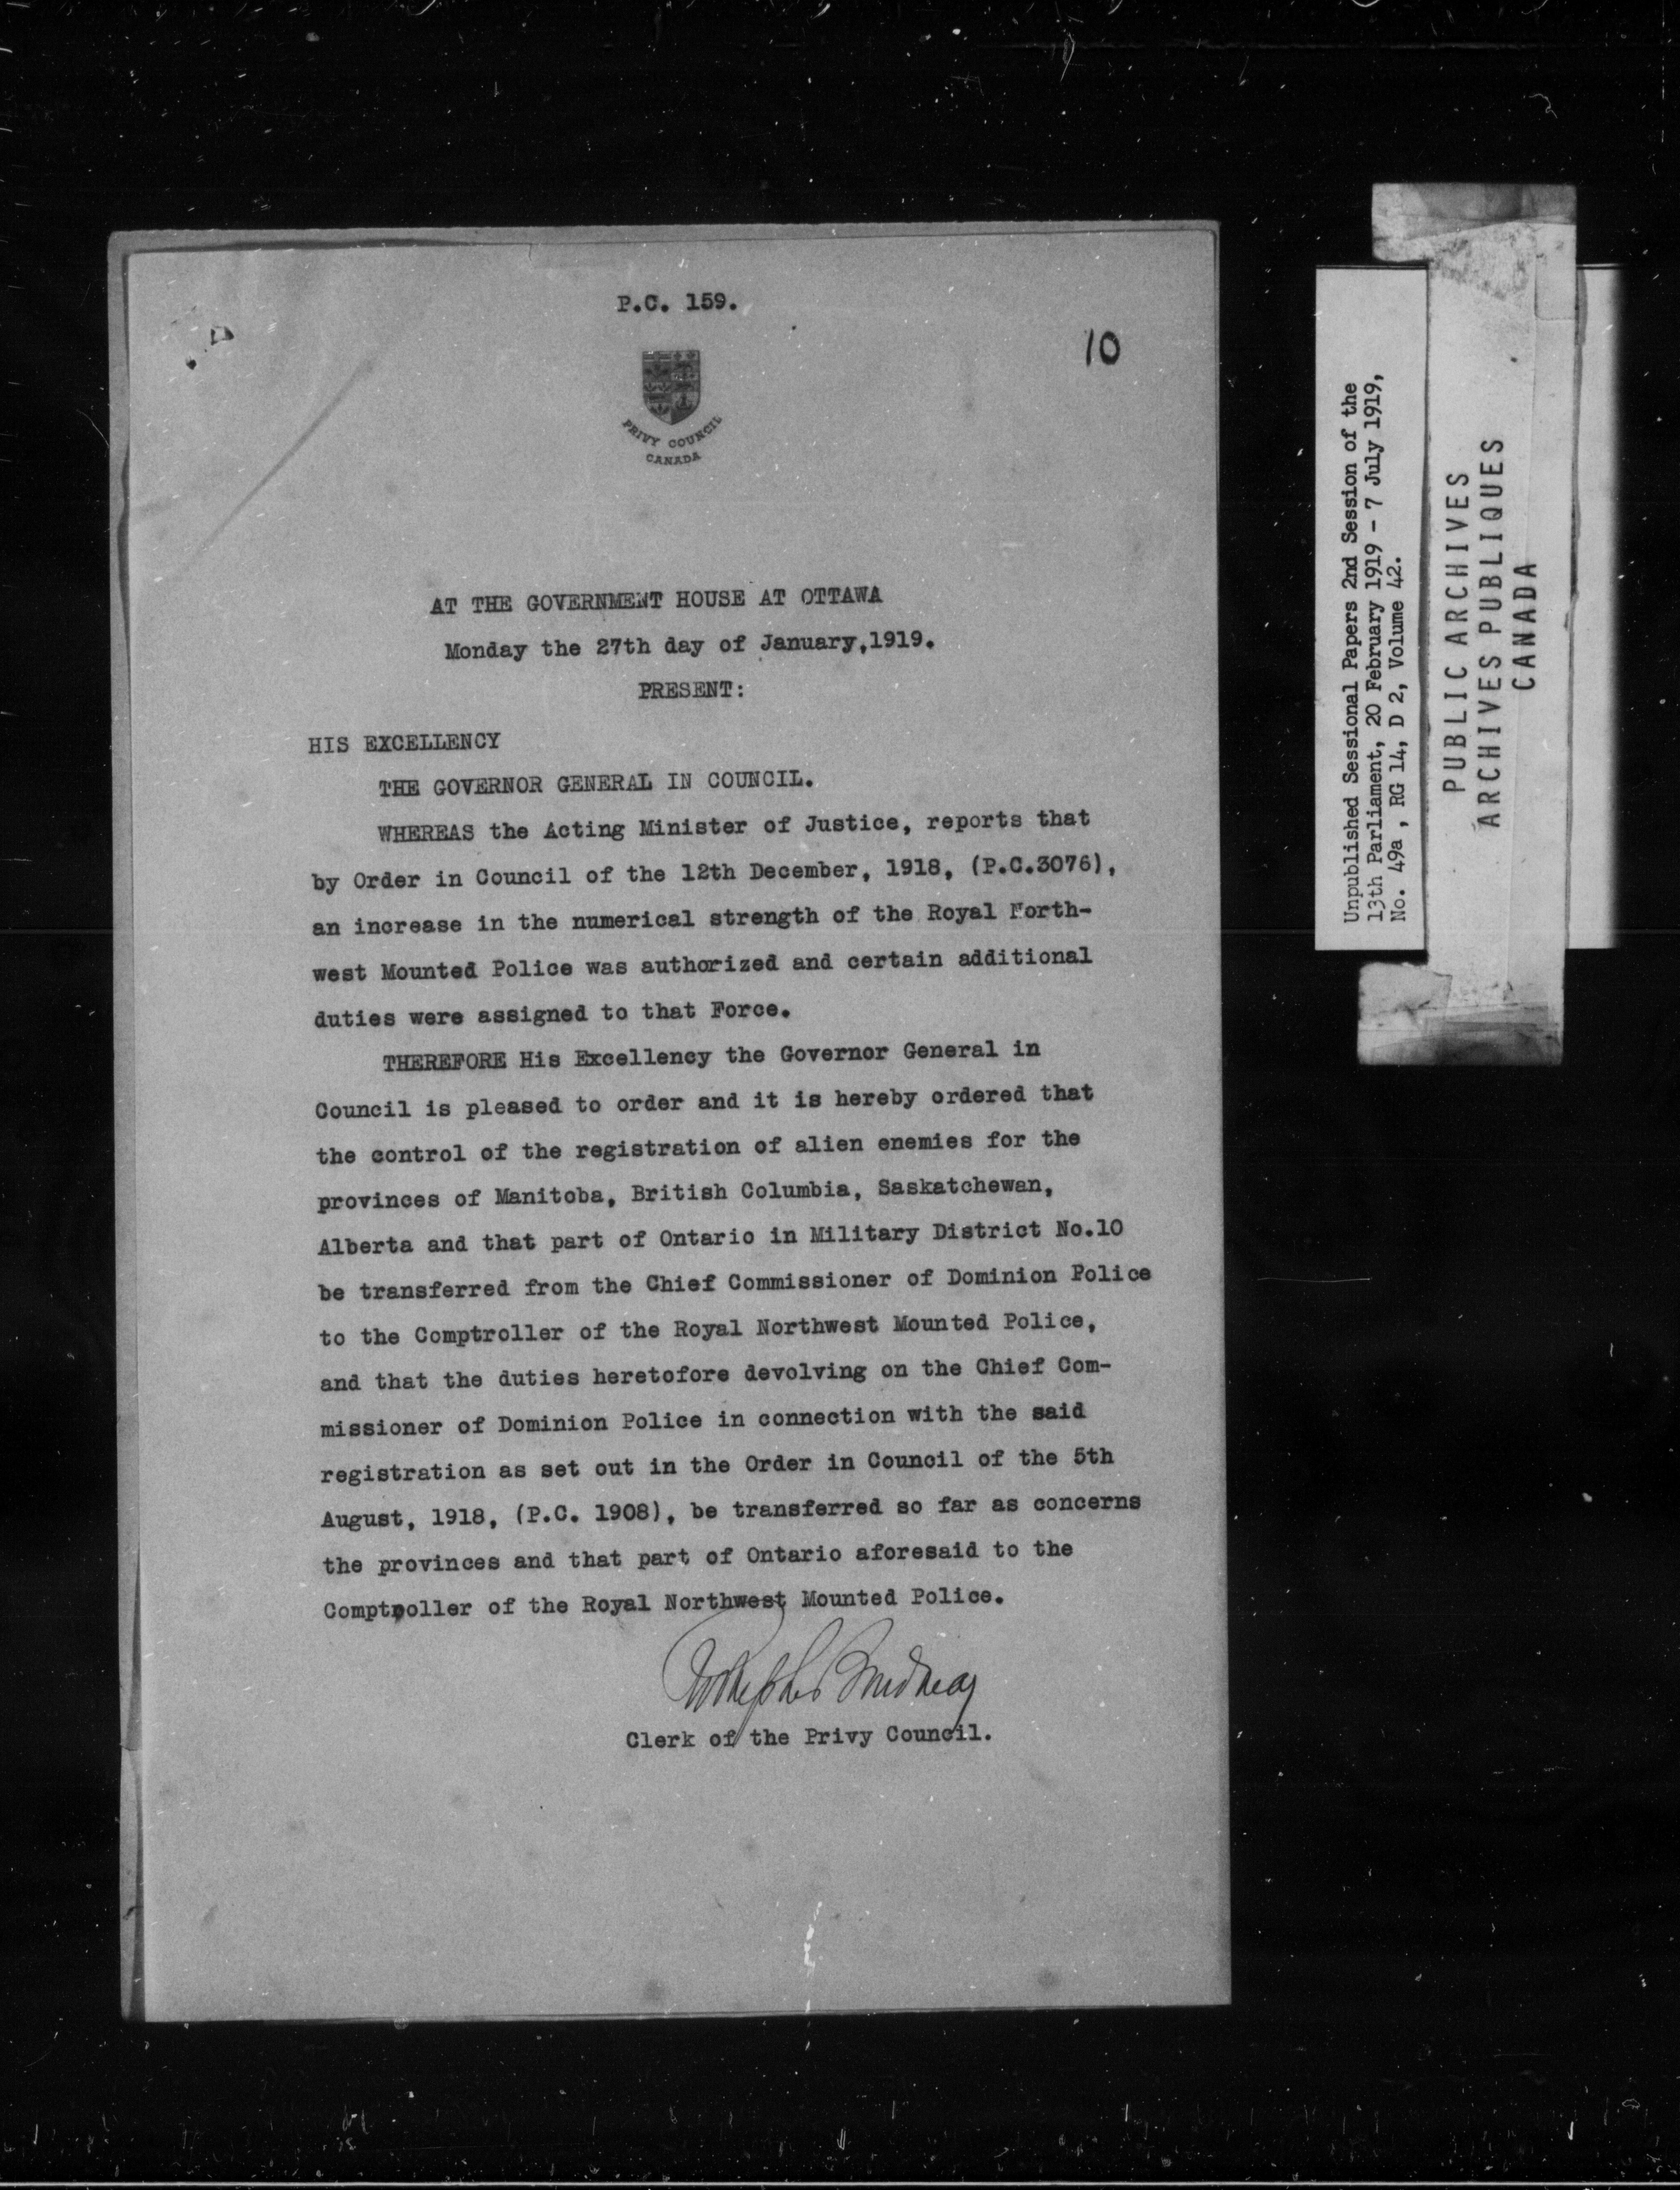 P.C. 159.
10
PRIVY COUNCIL
CANADA
AT THE GOVERNMENT HOUSE AT OTTAWA
Monday the 27th day of January,1919.
PRESENT:
HIS EXCELLENCY
THE GOVERNOR GENERAL IN COUNCIL.
WHEREAS the Acting Minister of Justice, reports that
by Order in Council of the 12th December, 1918, (P.C.3076),
an increase in the numerical strength of the Royal North-
west Mounted Police was authorized and certain additional
duties were assigned to that Force.
THEREFORE His Excellency the Governor General in
Council is pleased to order and it is hereby ordered that
the control of the registration of alien enemies for the
provinces of Manitoba, British Columbia, Saskatchewan,
Alberta and that part of Ontario in Military District No.10
be transferred from the Chief Commissioner of Dominion Police
to the Comptroller of the Royal Northwest Mounted Police,
and that the duties heretofore devolving on the Chief Com-
missioner of Dominion Police in connection with the said
registration as set out in the Order in Council of the 5th
August, 1918, (P.C. 1908), be transferred so far as concerns
the provinces and that part of Ontario aforesaid to the
Comptroller of the Royal Northwest Mounted Police.
Clerk of the Privy Council.
Unpublished Sessional Papers 2nd Session of the
13th Parliament, 20 February 1919 - 7 July 1919,
No. 49a , RG 14, D 2, Volume 42.
PUBLIC ARCHIVES
ARCHIVES PUBLIQUES
CANADA